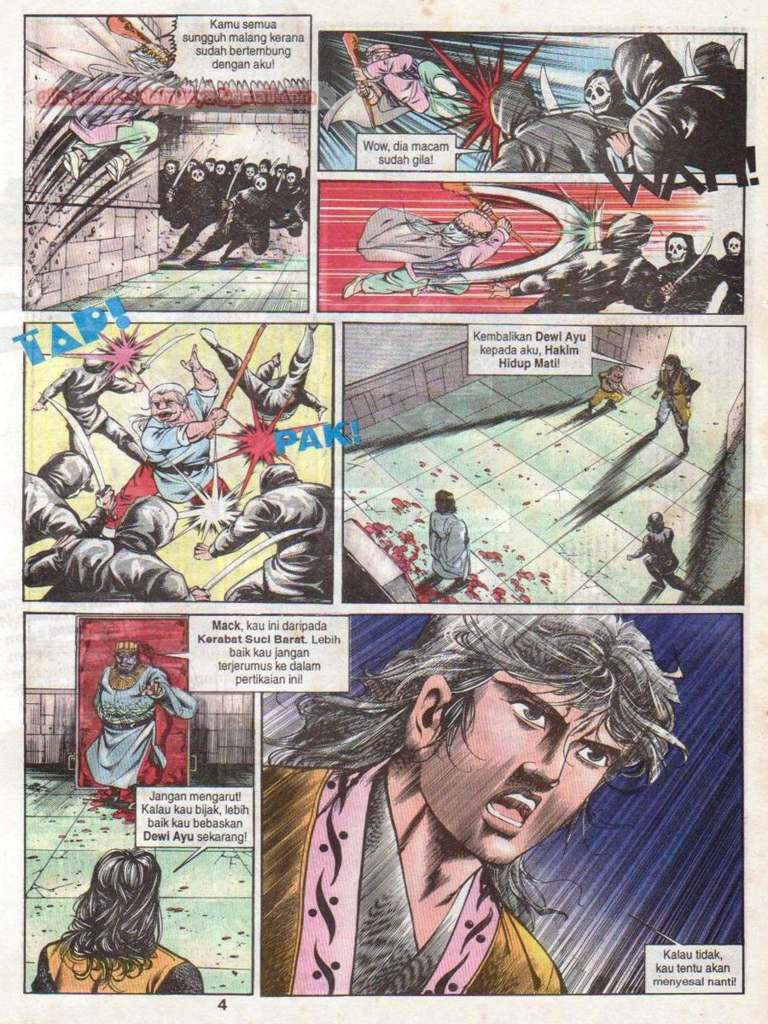 Kamu semua
sungguh malang kerana
sudah bertembung
dengan aku!
Wow, dia macam
sudah gila!
WAH!
TAP!
PAK!
Kembalikan Dewi Ayu
kepada aku, Hakim
Hidup Mati!
Mack, kau ini daripada
Kerabat Suci Barat. Lebih
baik kau jangan
terjerumus ke dalam
pertikaian ini!
Jangan mengarut!
Kalau kau bijak, lebih
baik kau bebaskan
Dewi Ayu sekarang!
Kalau tidak,
kau tentu akan
menyesal nanti!
4